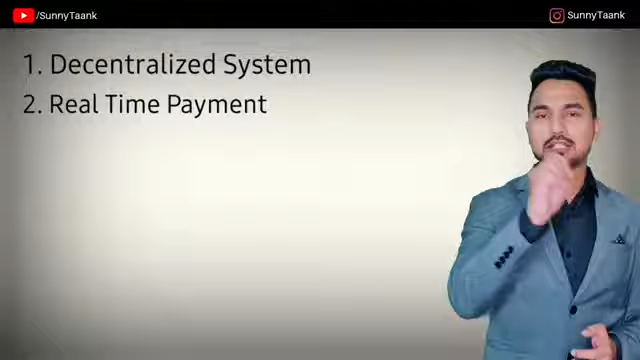 /SunnyTaank
SunnyTaank
1. Decentralized System
2. Real Time Payment